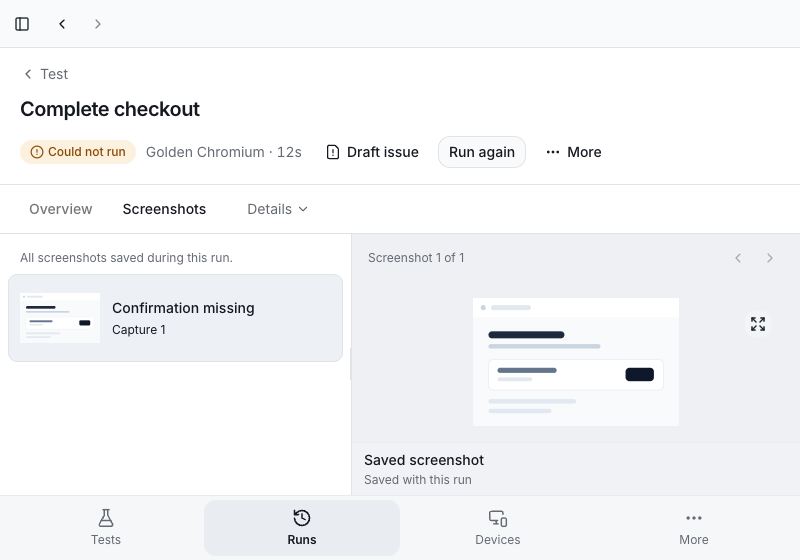 Test
Complete checkout
Could not run
Golden Chromium · 12s
Draft issue
Run again
More
Overview
Screenshots
Details
All screenshots saved during this run.
Confirmation missing
Capture 1
Screenshot 1 of 1
Saved screenshot
Saved with this run
Tests
Runs
Devices
More